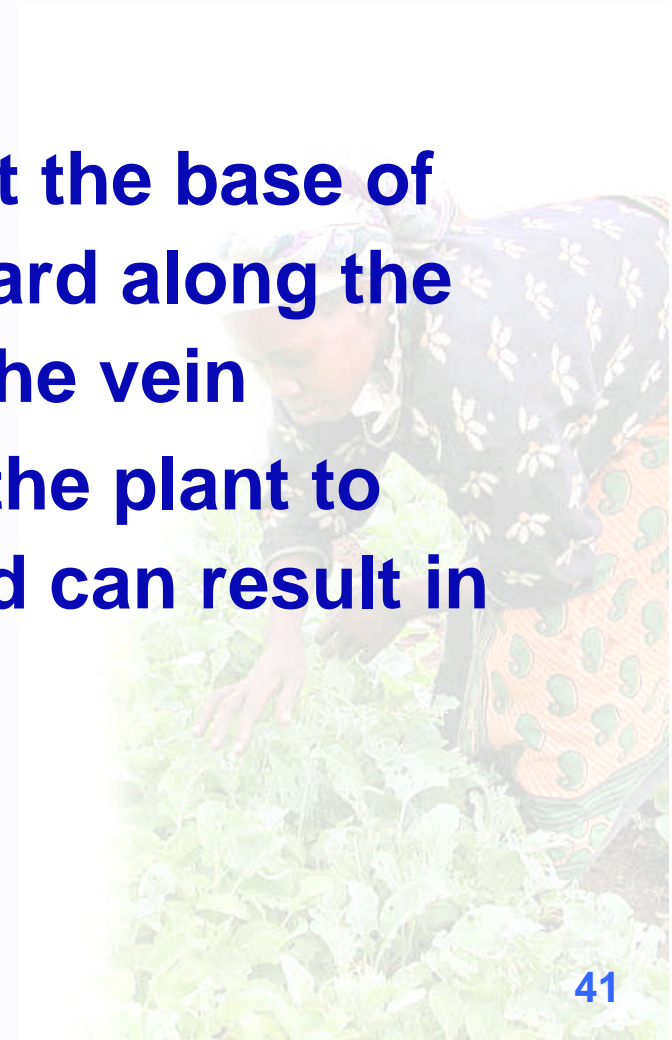 t the base of
ard along the
he vein
the plant to
d can result in
41